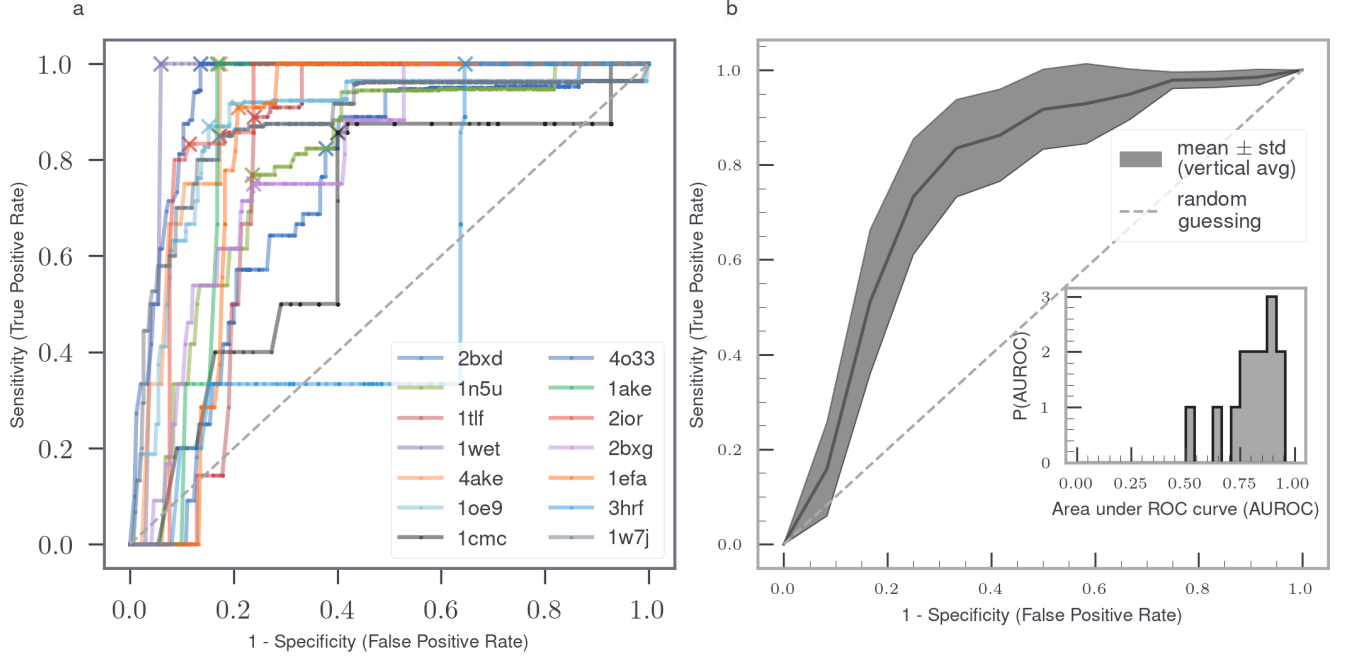 a
1.0
0.8
0.6
0.4
0.2
0.0
Sensitivity (True Positive Rate)
2bxd
1n5u
1tlf
1wet
4ake
1oe9
1cmc
4o33
1ake
2ior
2bxg
1efa
3hrf
1w7j
0.0 0.2 0.4 0.6 0.8 1.0
1 - Specificity (False Positive Rate)
b
1.0
0.8
0.6
0.4
0.2
0.0
Sensitivity (True Positive Rate)
mean ± std
(vertical avg)
random
guessing
3
2
1
0
P(AUROC)
0.00 0.25 0.50 0.75 1.00
Area under ROC curve (AUROC)
0.0 0.2 0.4 0.6 0.8 1.0
1 - Specificity (False Positive Rate)